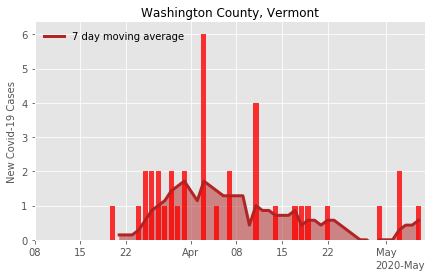 Washington County, Vermont
7 day moving average
New Covid-19 Cases
6
5
4
3
2
1
0
08 15 22 Apr 08 15 22 May
2020-May